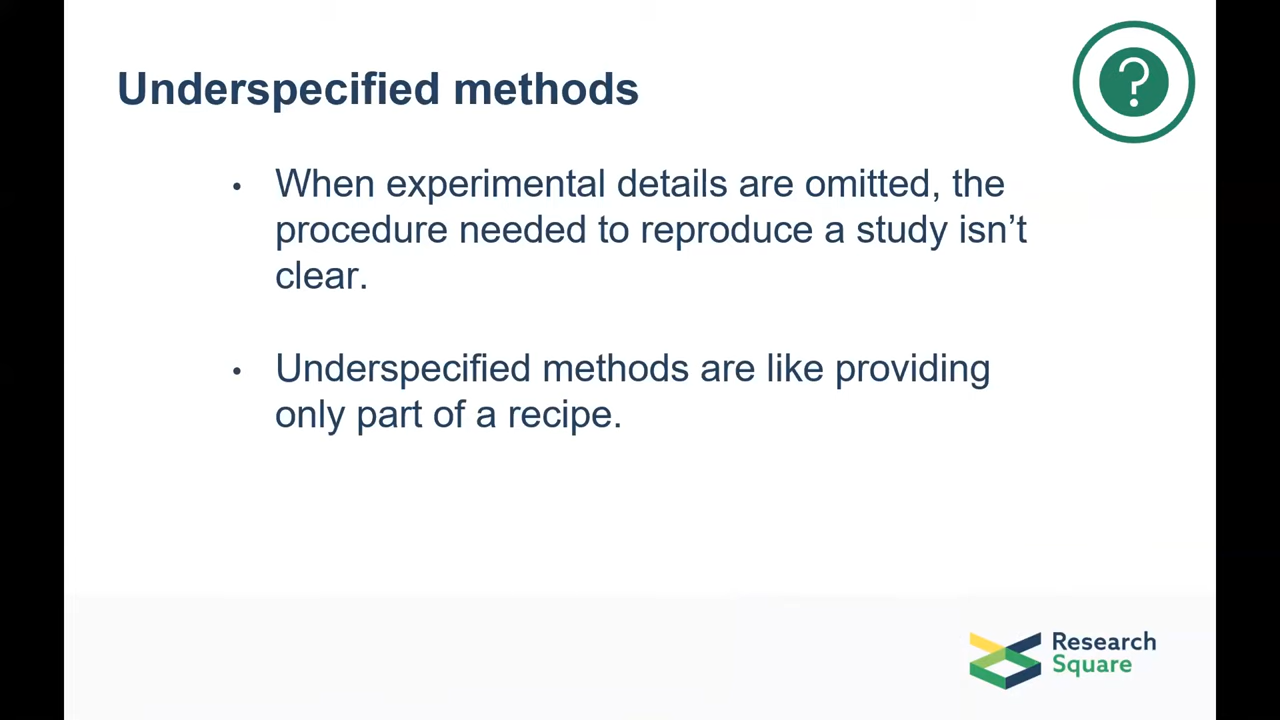 Underspecified methods
?
• When experimental details are omitted, the
procedure needed to reproduce a study isn’t
clear.
• Underspecified methods are like providing
only part of a recipe.
Research
Square